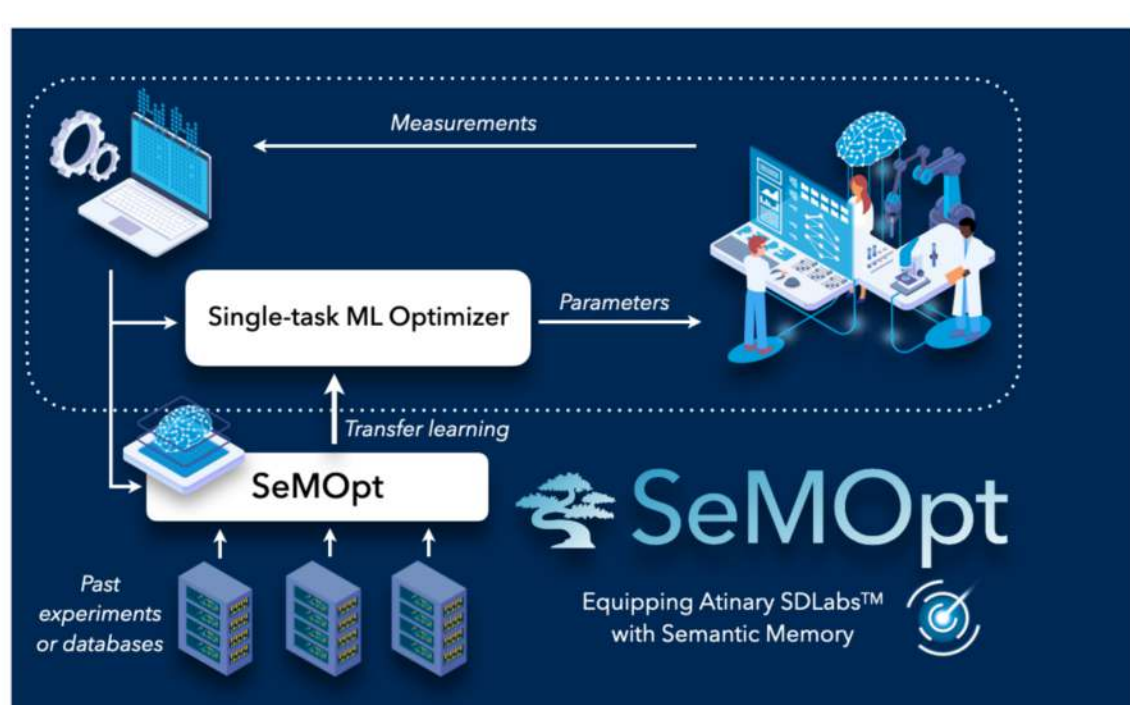 Measurements
Single-task ML Optimizer
Parameters
Transfer learning
SeMOpt
SeMOpt
Past
experiments
or databases
Equipping Atinary SDLabs™
with Semantic Memory